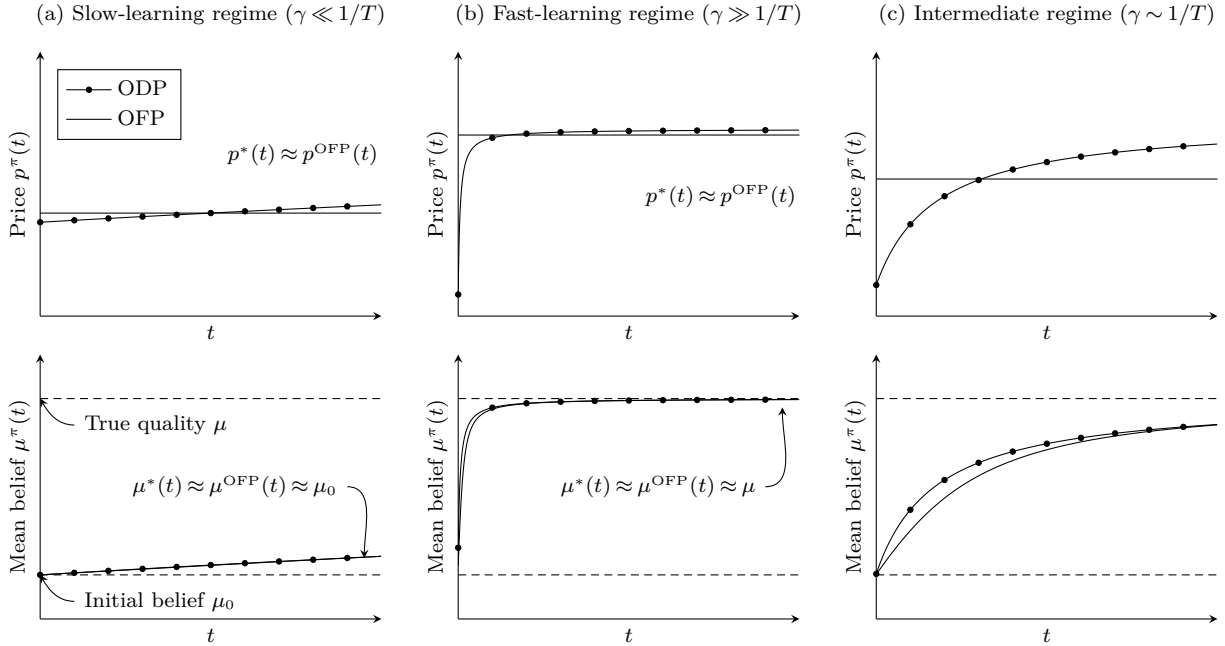 (a) Slow-learning regime (γ ≪ 1/T)
Price p^π(t)
ODP
OFP
p*(t) ≈ p^OFP(t)
t
(b) Fast-learning regime (γ ≫ 1/T)
Price p^π(t)
p*(t) ≈ p^OFP(t)
t
(c) Intermediate regime (γ ∼ 1/T)
Price p^π(t)
t
Mean belief μ^π(t)
True quality μ
μ*(t) ≈ μ^OFP(t) ≈ μ₀
Initial belief μ₀
t
Mean belief μ^π(t)
μ*(t) ≈ μ^OFP(t) ≈ μ
t
Mean belief μ^π(t)
t